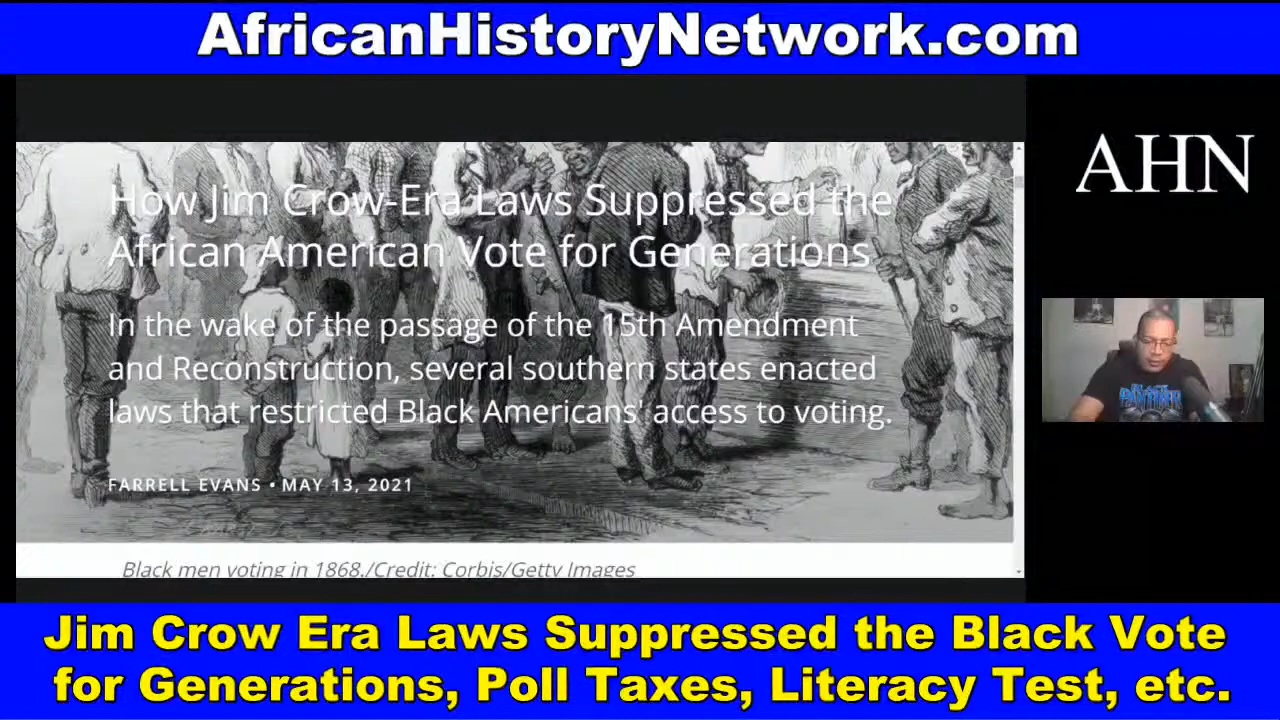 AfricanHistoryNetwork.com
AHN
How Jim Crow-Era Laws Suppressed the
African American Vote for Generations
In the wake of the passage of the 15th Amendment
and Reconstruction, several southern states enacted
laws that restricted Black Americans' access to voting.
FARRELL EVANS • MAY 13, 2021
Black men voting in 1868./Credit: Corbis/Getty Images
BLACK
PANTHER
Jim Crow Era Laws Suppressed the Black Vote
for Generations, Poll Taxes, Literacy Test, etc.